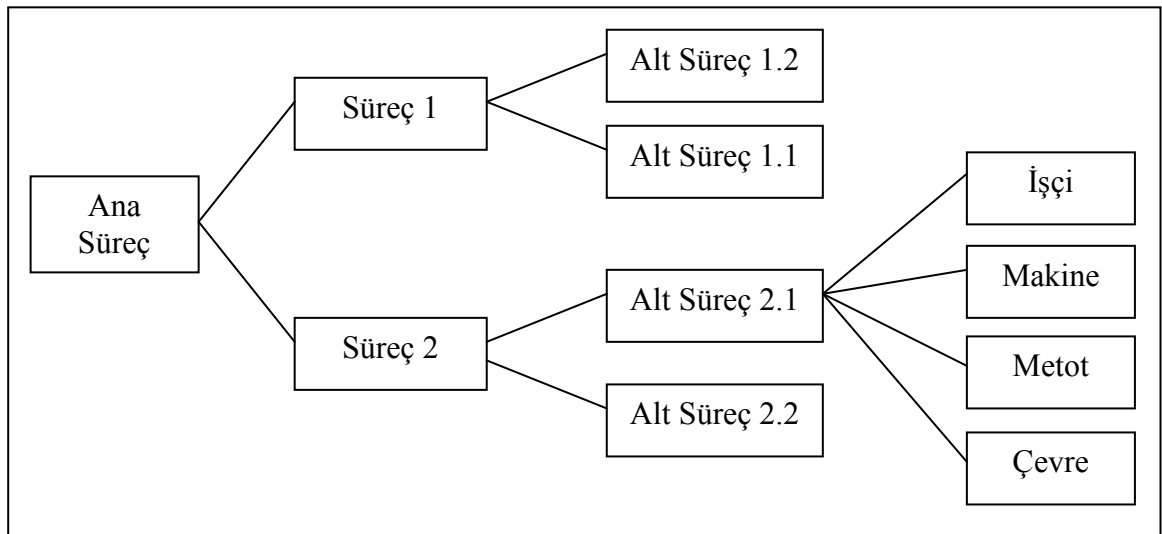 Ana
Süreç
Süreç 1
Süreç 2
Alt Süreç 1.2
Alt Süreç 1.1
Alt Süreç 2.1
Alt Süreç 2.2
İşçi
Makine
Metot
Çevre